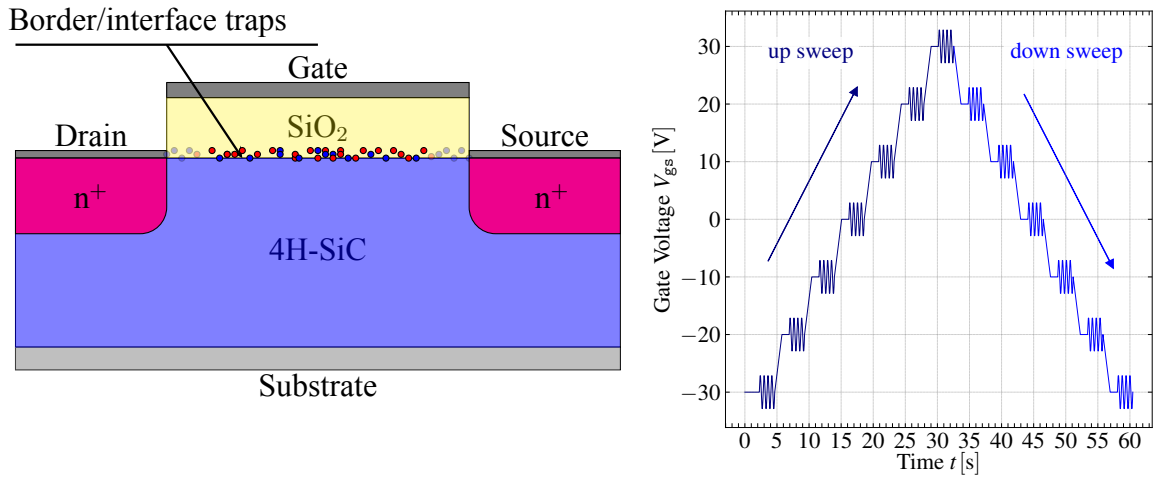 Border/interface traps
Gate
SiO₂
Drain
Source
n⁺
n⁺
4H-SiC
Substrate
up sweep
down sweep
30
20
10
0
−10
−20
−30
Gate Voltage V_gs [V]
0 5 10 15 20 25 30 35 40 45 50 55 60
Time t [s]